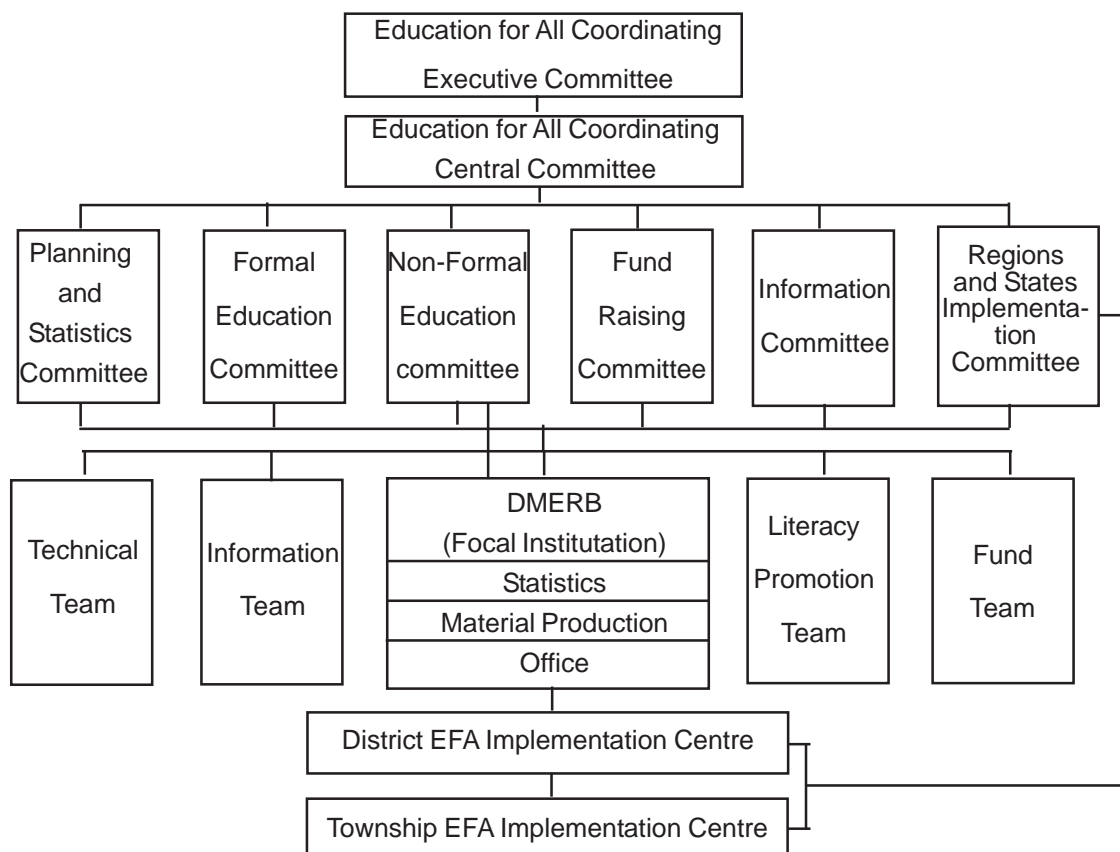 Education for All Coordinating
Executive Committee
Education for All Coordinating
Central Committee
Planning
and
Statistics
Committee
Formal
Education
Committee
Non-Formal
Education
committee
Fund
Raising
Committee
Information
Committee
Regions
and States
Implementa-
tion
Committee
Technical
Team
Information
Team
DMERB
(Focal Institutation)
Statistics
Material Production
Office
Literacy
Promotion
Team
Fund
Team
District EFA Implementation Centre
Township EFA Implementation Centre